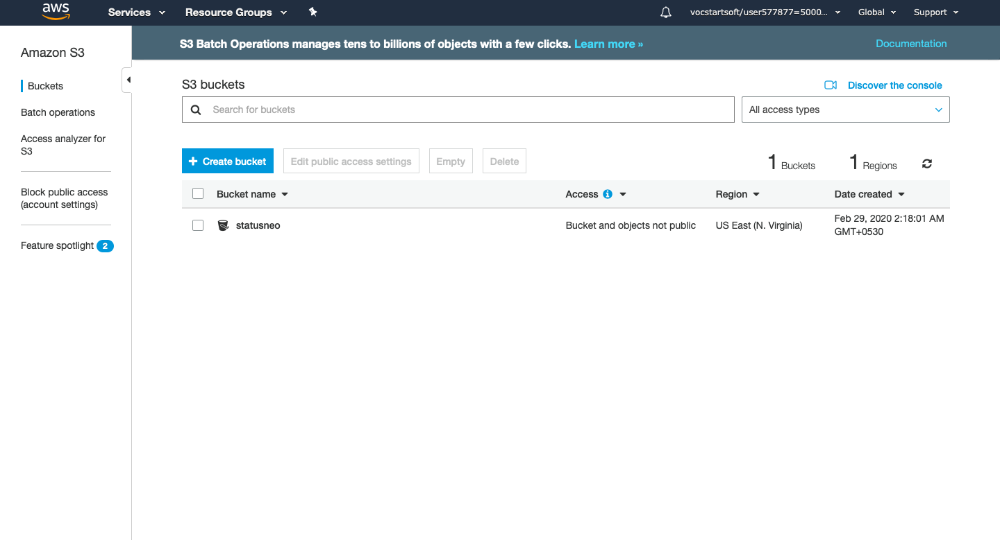 aws Services Resource Groups vocstartsoft/user577877=5000... Global Support
Amazon S3
Buckets
Batch operations
Access analyzer for
S3
Block public access
(account settings)
Feature spotlight 2
S3 Batch Operations manages tens to billions of objects with a few clicks. Learn more » Documentation
S3 buckets Discover the console
Search for buckets All access types
Create bucket Edit public access settings Empty Delete 1 Buckets 1 Regions
Bucket name Access Region Date created
statusneo Bucket and objects not public US East (N. Virginia) Feb 29, 2020 2:18:01 AM
GMT+0530